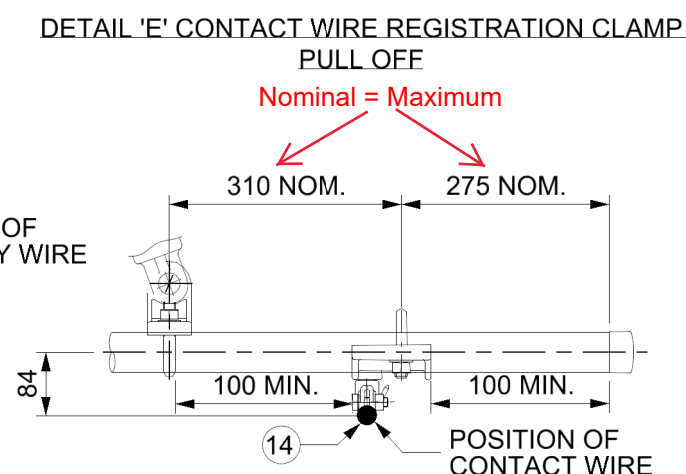 DETAIL 'E' CONTACT WIRE REGISTRATION CLAMP
PULL OFF
Nominal = Maximum
310 NOM.
275 NOM.
OF
Y WIRE
84
100 MIN.
100 MIN.
14
POSITION OF
CONTACT WIRE